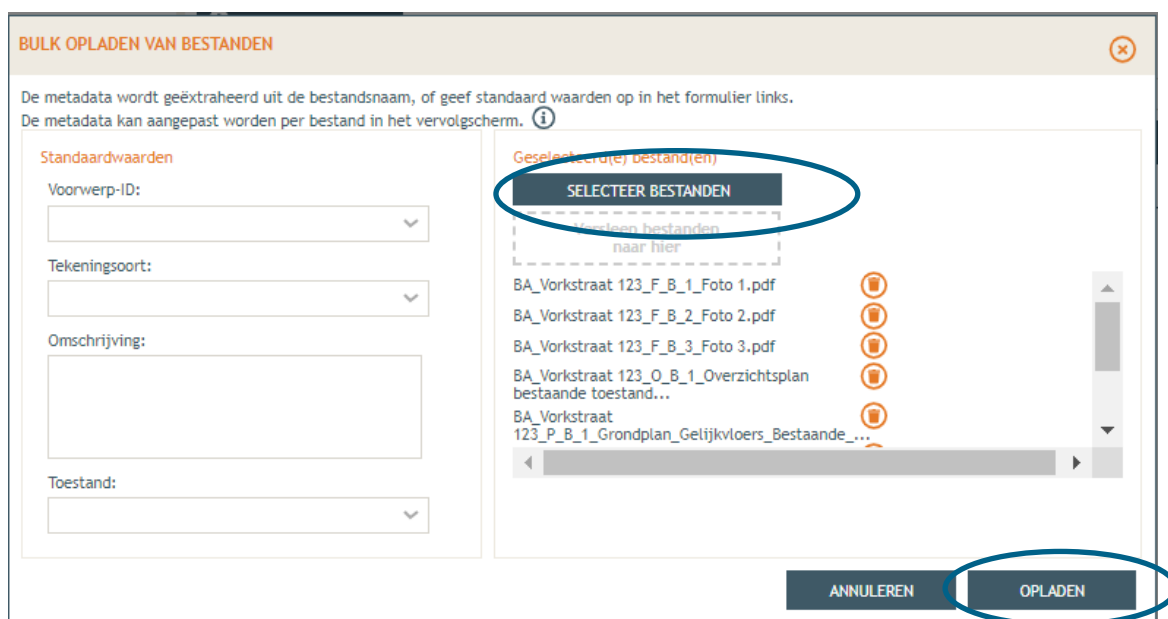 BULK OPLADEN VAN BESTANDEN
De metadata wordt geëxtraheerd uit de bestandsnaam, of geef standaard waarden op in het formulier links.
De metadata kan aangepast worden per bestand in het vervolgscherm.
Standaardwaarden
Voorwerp-ID:
Tekeningsoort:
Omschrijving:
Toestand:
Geselecteerd(e) bestand(en)
SELECTEER BESTANDEN
Versleep bestanden
naar hier
BA_Vorkstraat 123_F_B_1_Foto 1.pdf
BA_Vorkstraat 123_F_B_2_Foto 2.pdf
BA_Vorkstraat 123_F_B_3_Foto 3.pdf
BA_Vorkstraat 123_O_B_1_Overzichtsplan
bestaande toestand...
BA_Vorkstraat
123_P_B_1_Grondplan_Gelijkvloers_Bestaande_...
ANNULEREN
OPLADEN